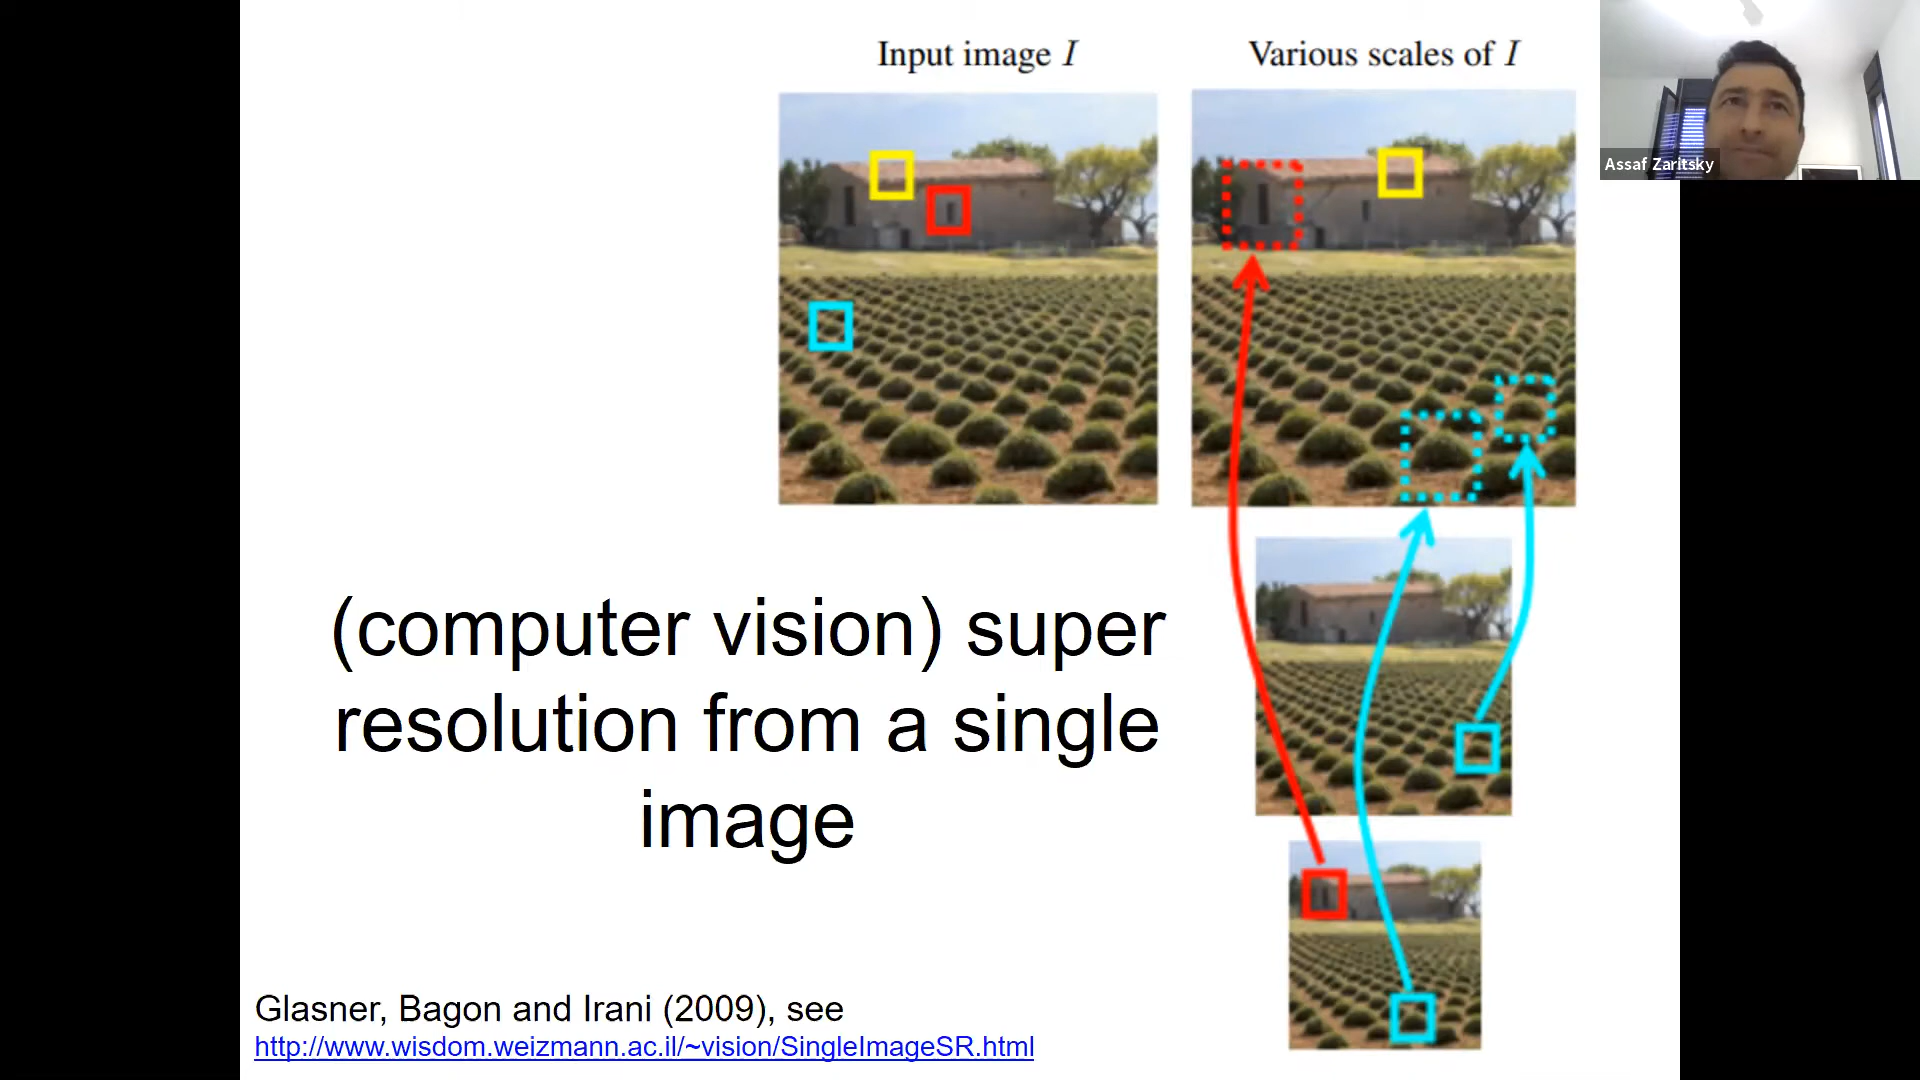 Input image I
Various scales of I
Assaf Zaritsky
(computer vision) super
resolution from a single
image
Glasner, Bagon and Irani (2009), see
http://www.wisdom.weizmann.ac.il/~vision/SingleImageSR.html